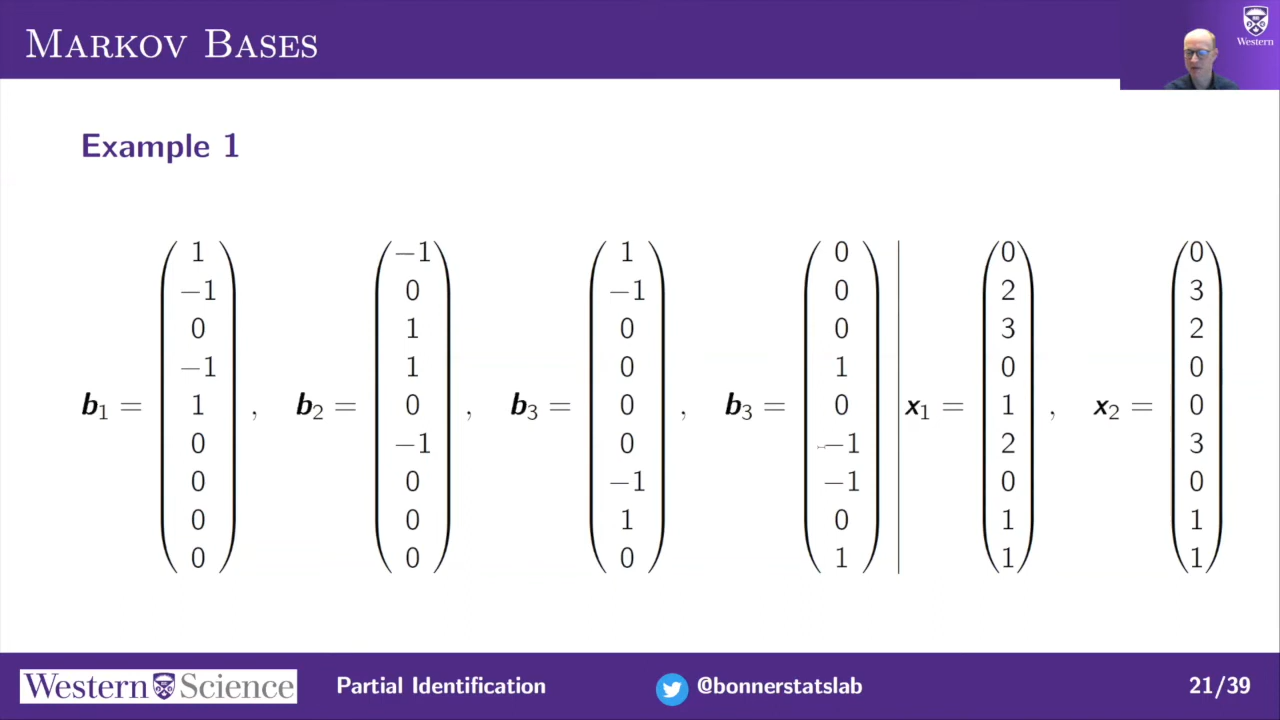 MARKOV BASES
Western
Example 1
b₁ = (1 −1 0 −1 1 0 0 0 0), b₂ = (−1 0 1 1 0 −1 0 0 0), b₃ = (1 −1 0 0 0 0 −1 1 0), b₃ = (0 0 0 1 0 −1 −1 0 1) | x₁ = (0 2 3 0 1 2 0 1 1), x₂ = (0 3 2 0 0 3 0 1 1)
Western Science Partial Identification @bonnerstatslab 21/39